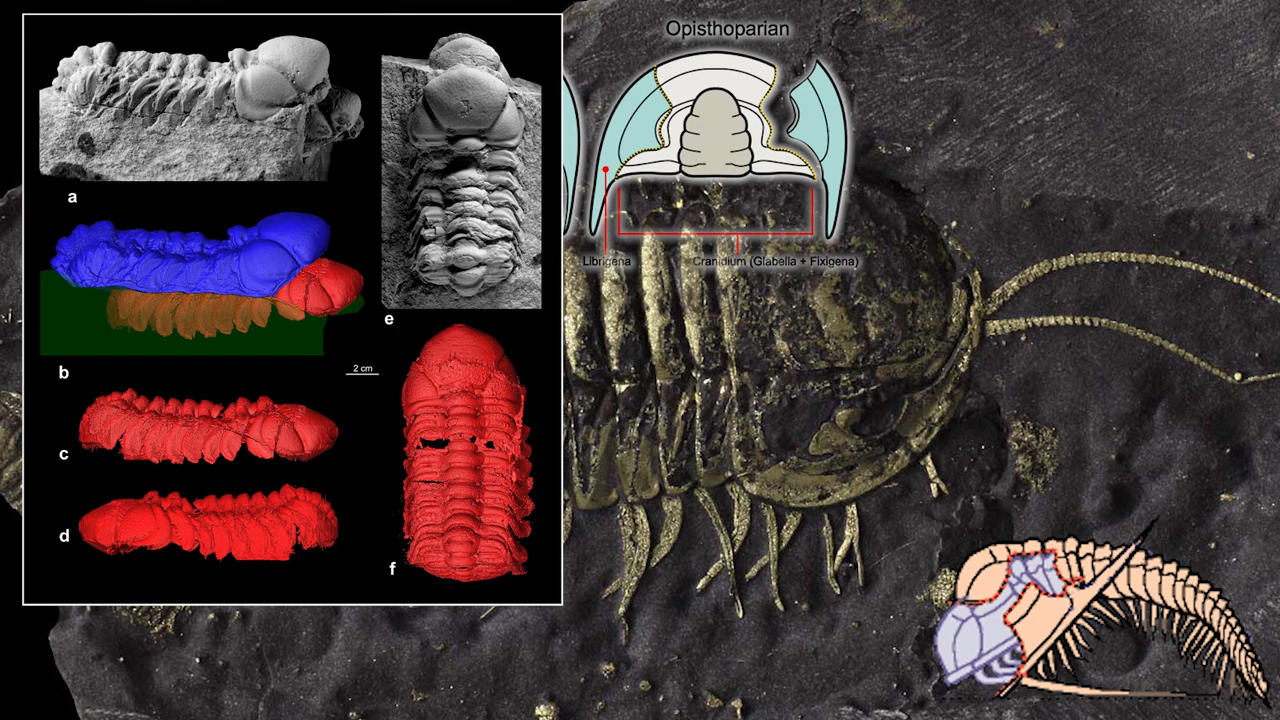 Opisthoparian
a
e
Librigena
Cranidium (Glabella + Fixigena)
b
2 cm
c
d
f